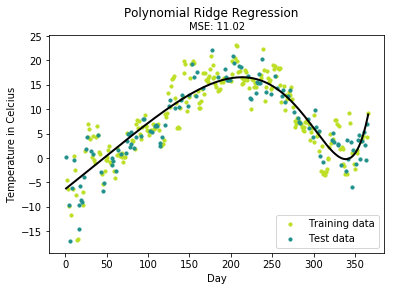 Polynomial Ridge Regression
MSE: 11.02
Temperature in Celcius
25
20
15
10
5
0
−5
−10
−15
0 50 100 150 200 250 300 350
Day
Training data
Test data